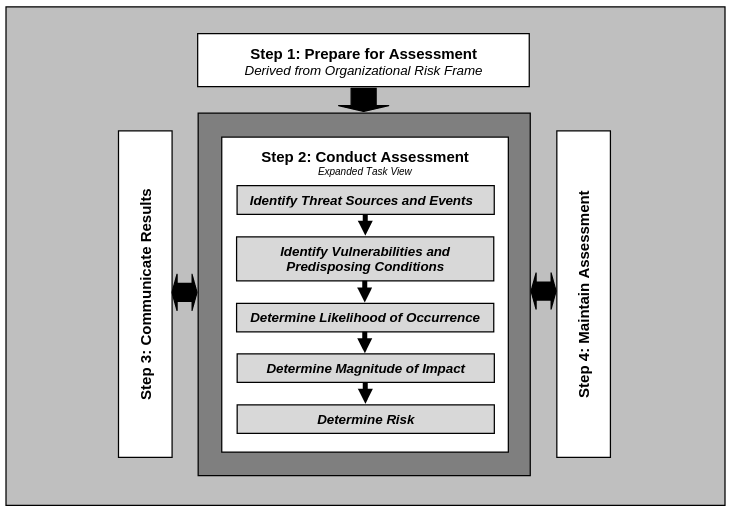 Step 1: Prepare for Assessment
Derived from Organizational Risk Frame
Step 2: Conduct Assessment
Expanded Task View
Identify Threat Sources and Events
Identify Vulnerabilities and
Predisposing Conditions
Determine Likelihood of Occurrence
Determine Magnitude of Impact
Determine Risk
Step 3: Communicate Results
Step 4: Maintain Assessment